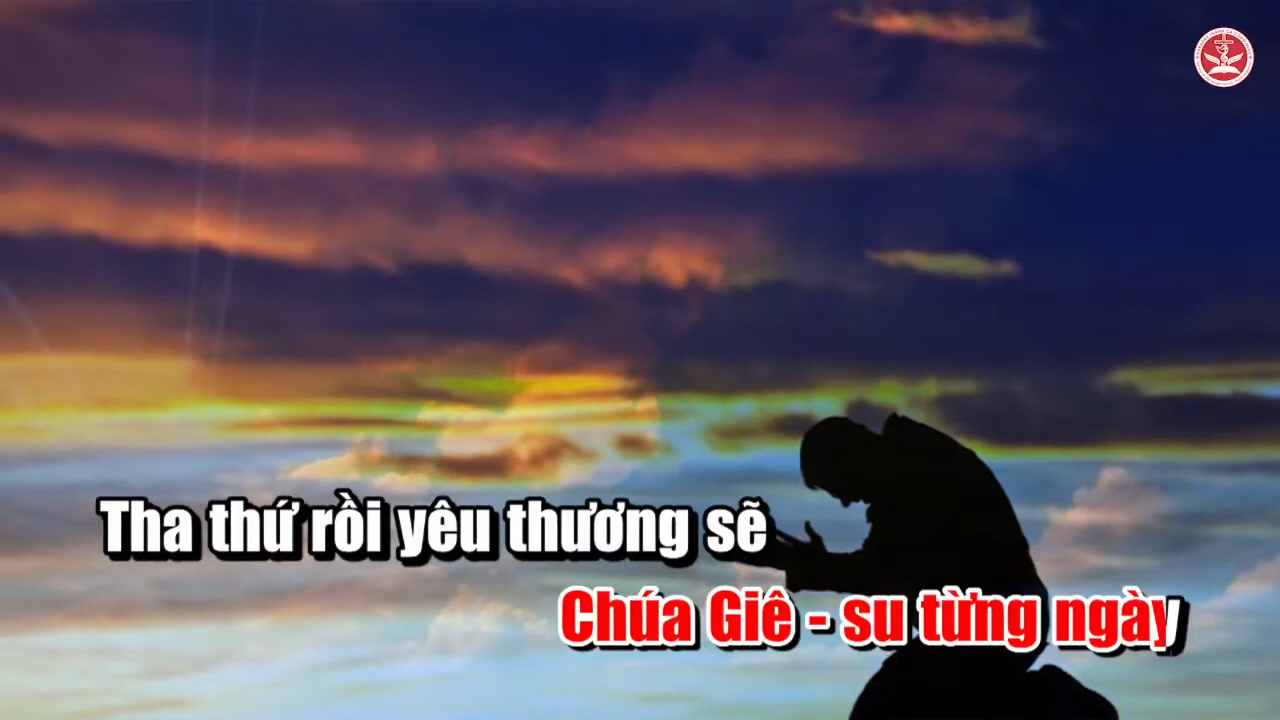 Tha thứ rồi yêu thương sẽ
Chúa Giê - su từng ngày